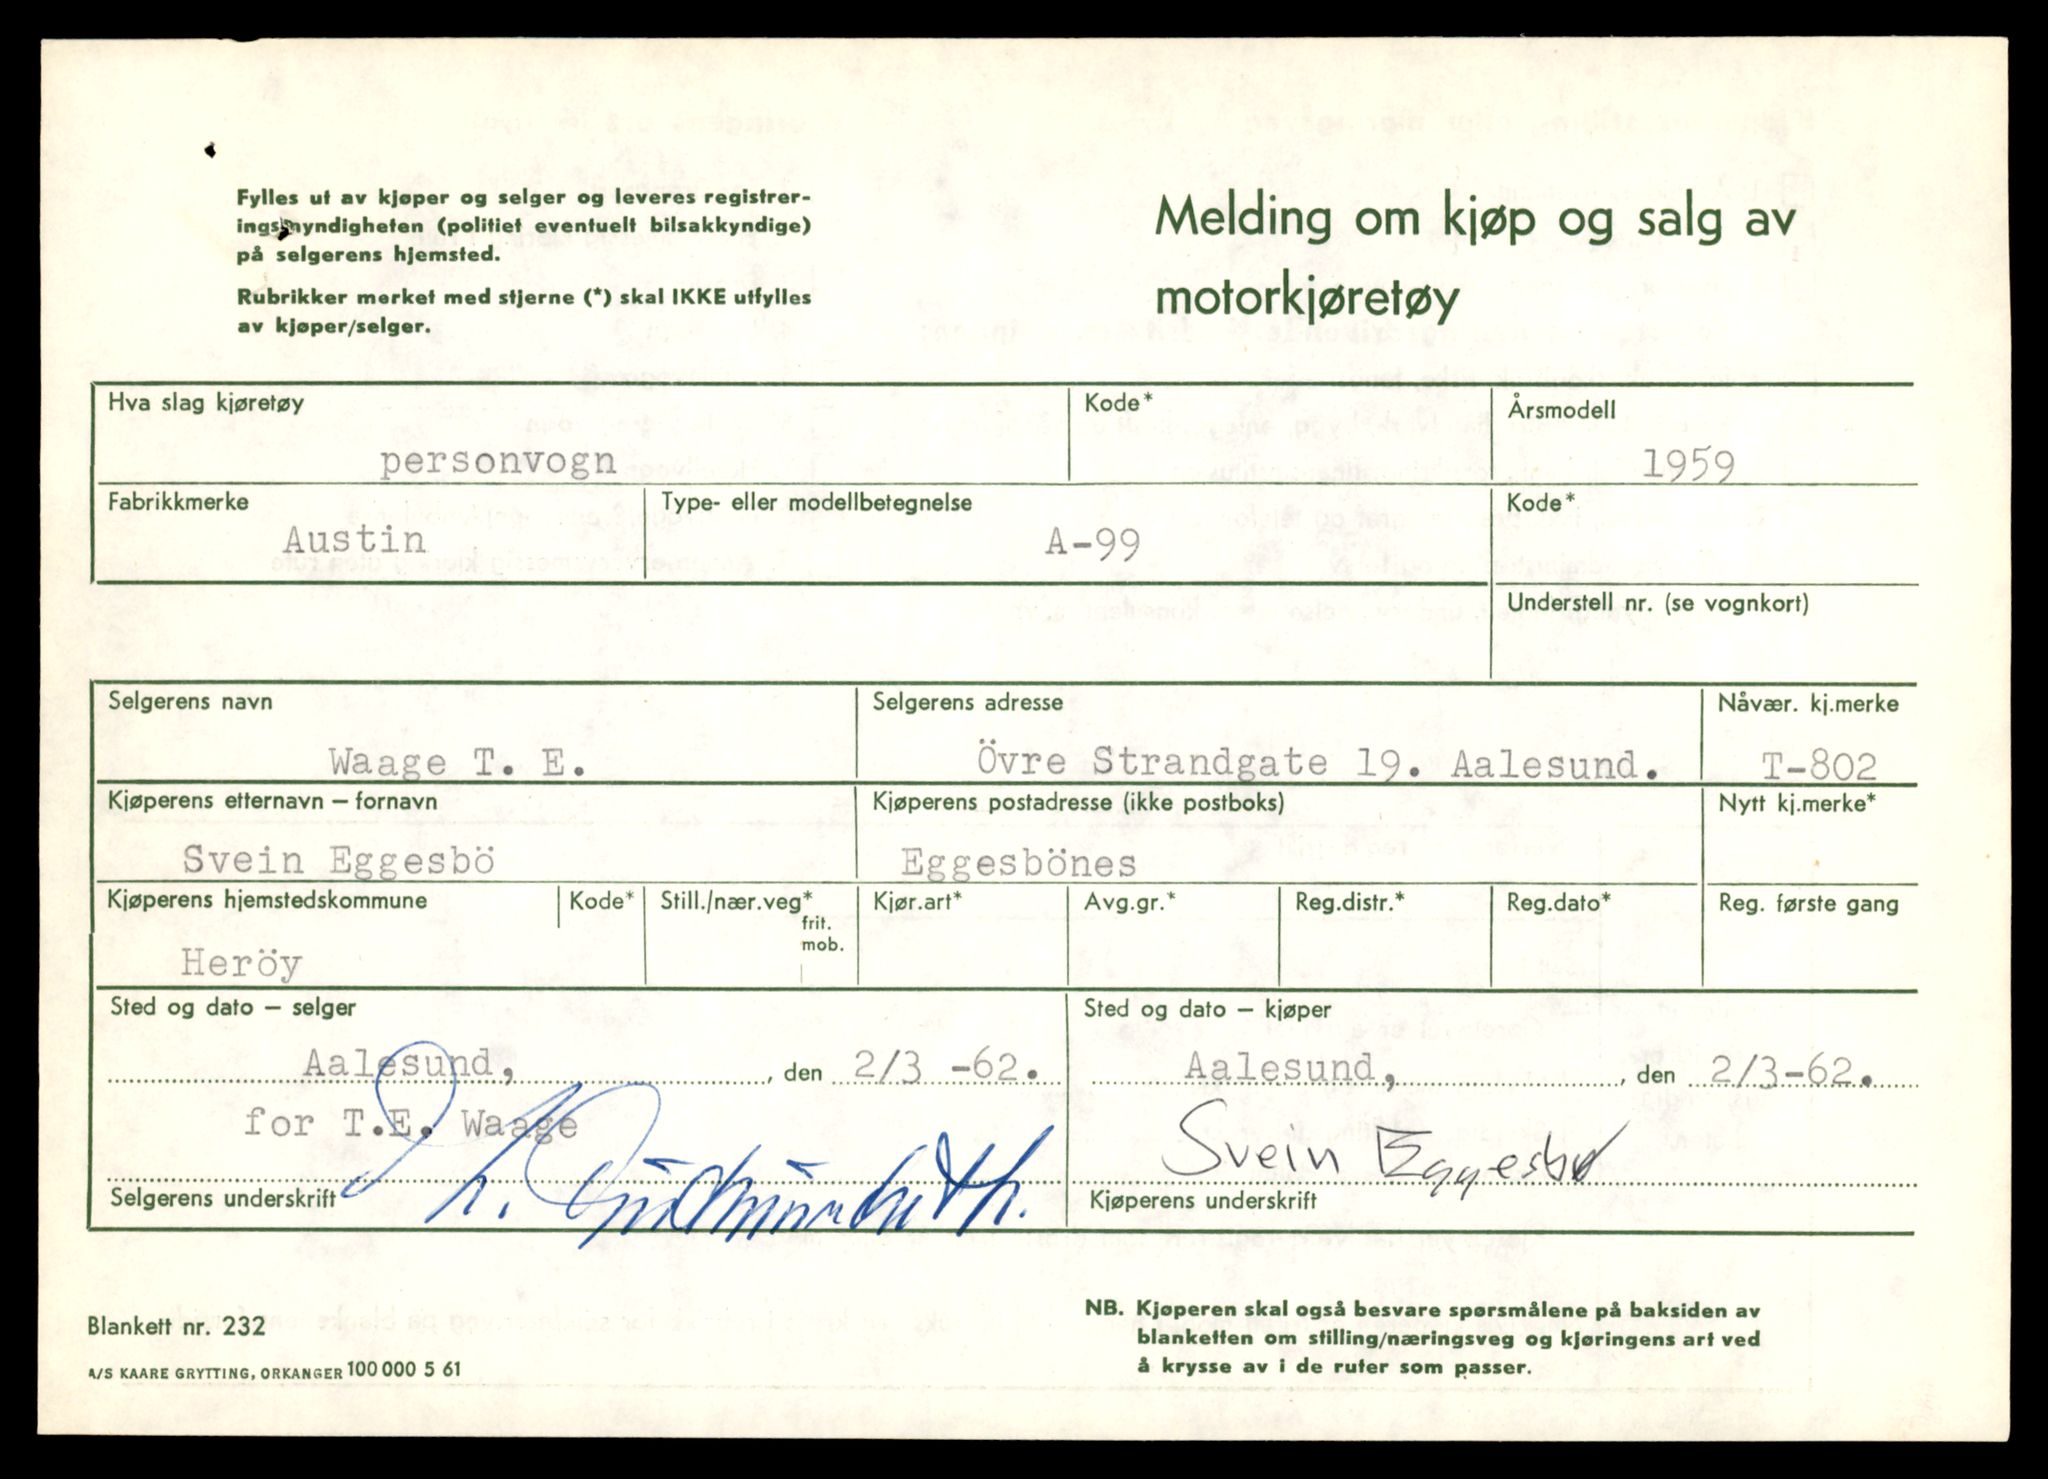 Fylles ut av kjøper og selger og leveres registrer-
ingsmyndigheten (politiet eventuelt bilsakkyndige)
på selgerens hjemsted.
Rubrikker merket med stjerne (*) skal IKKE utfylles
av kjøper/selger.
Melding om kjøp og salg av
motorkjøretøy
Hva slag kjøretøy Kode* Årsmodell
personvogn 1959
Fabrikkmerke Type- eller modellbetegnelse Kode*
Austin A-99
Understell nr. (se vognkort)
Selgerens navn Selgerens adresse Nåvær. kj.merke
Waage T. E. Övre Strandgate 19. Aalesund. T-802
Kjøperens etternavn – fornavn Kjøperens postadresse (ikke postboks) Nytt kj.merke*
Svein Eggesbö Eggesbönes
Kjøperens hjemstedskommune Kode* Still./nær.veg* Kjør.art* Avg.gr.* Reg.distr.* Reg.dato* Reg. første gang
frit.
mob.
Heröy
Sted og dato – selger Sted og dato – kjøper
Aalesund, , den 2/3 -62. Aalesund, , den 2/3-62.
for T.E. Waage
Svein Eggesbø
Selgerens underskrift Kjøperens underskrift
Blankett nr. 232
A/S KAARE GRYTTING, ORKANGER 100 000 5 61
NB. Kjøperen skal også besvare spørsmålene på baksiden av
blanketten om stilling/næringsveg og kjøringens art ved
å krysse av i de ruter som passer.